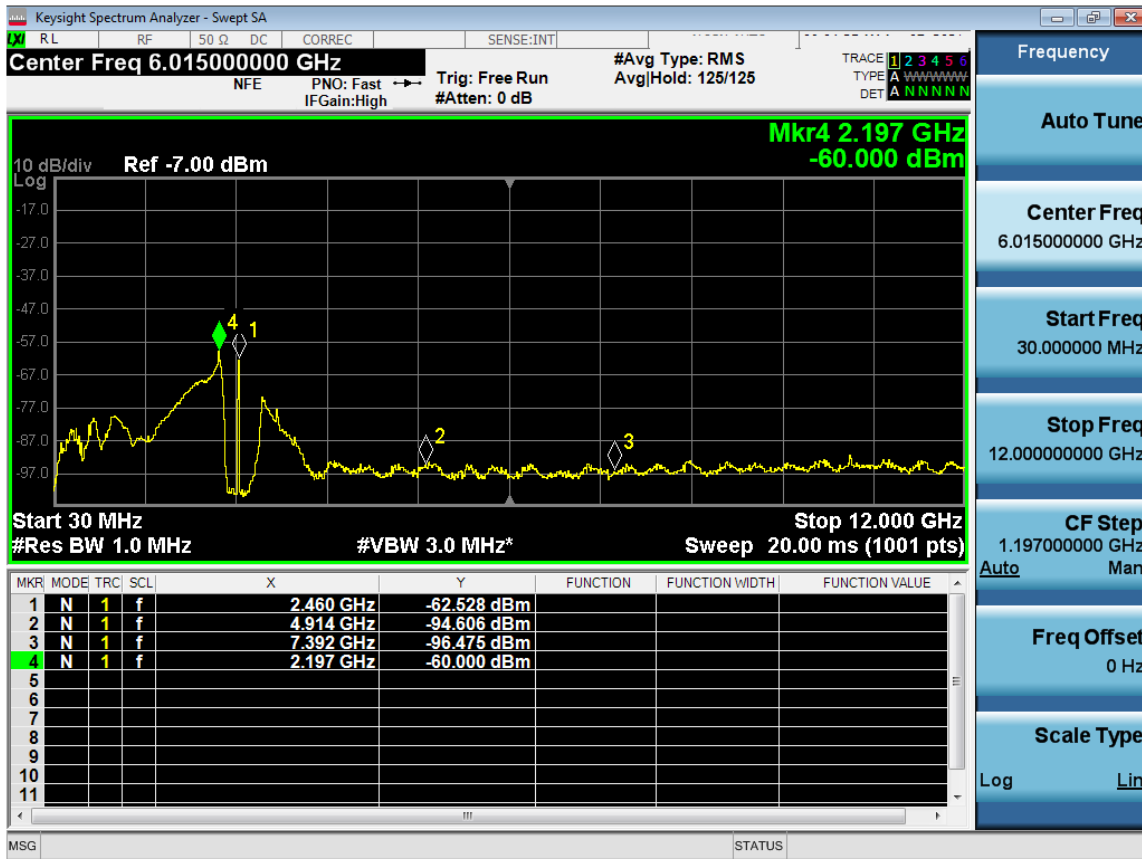 Keysight Spectrum Analyzer - Swept SA
LXI RL RF 50 Ω DC CORREC SENSE:INT
Center Freq 6.015000000 GHz
NFE PNO: Fast Trig: Free Run #Avg Type: RMS TRACE 1 2 3 4 5 6
IFGain:High #Atten: 0 dB Avg|Hold: 125/125 TYPE A WWWWW
DET A N N N N N
Mkr4 2.197 GHz
-60.000 dBm
10 dB/div Ref -7.00 dBm
Log
-17.0
-27.0
-37.0
-47.0
-57.0
-67.0
-77.0
-87.0
-97.0
4 1
2 3
Start 30 MHz Stop 12.000 GHz
#Res BW 1.0 MHz #VBW 3.0 MHz* Sweep 20.00 ms (1001 pts)
MKR MODE TRC SCL X Y FUNCTION FUNCTION WIDTH FUNCTION VALUE
1 N 1 f 2.460 GHz -62.528 dBm
2 N 1 f 4.914 GHz -94.606 dBm
3 N 1 f 7.392 GHz -96.475 dBm
4 N 1 f 2.197 GHz -60.000 dBm
5
6
7
8
9
10
11
MSG STATUS
Frequency
Auto Tune
Center Freq
6.015000000 GHz
Start Freq
30.000000 MHz
Stop Freq
12.000000000 GHz
CF Step
1.197000000 GHz
Auto Man
Freq Offset
0 Hz
Scale Type
Log Lin